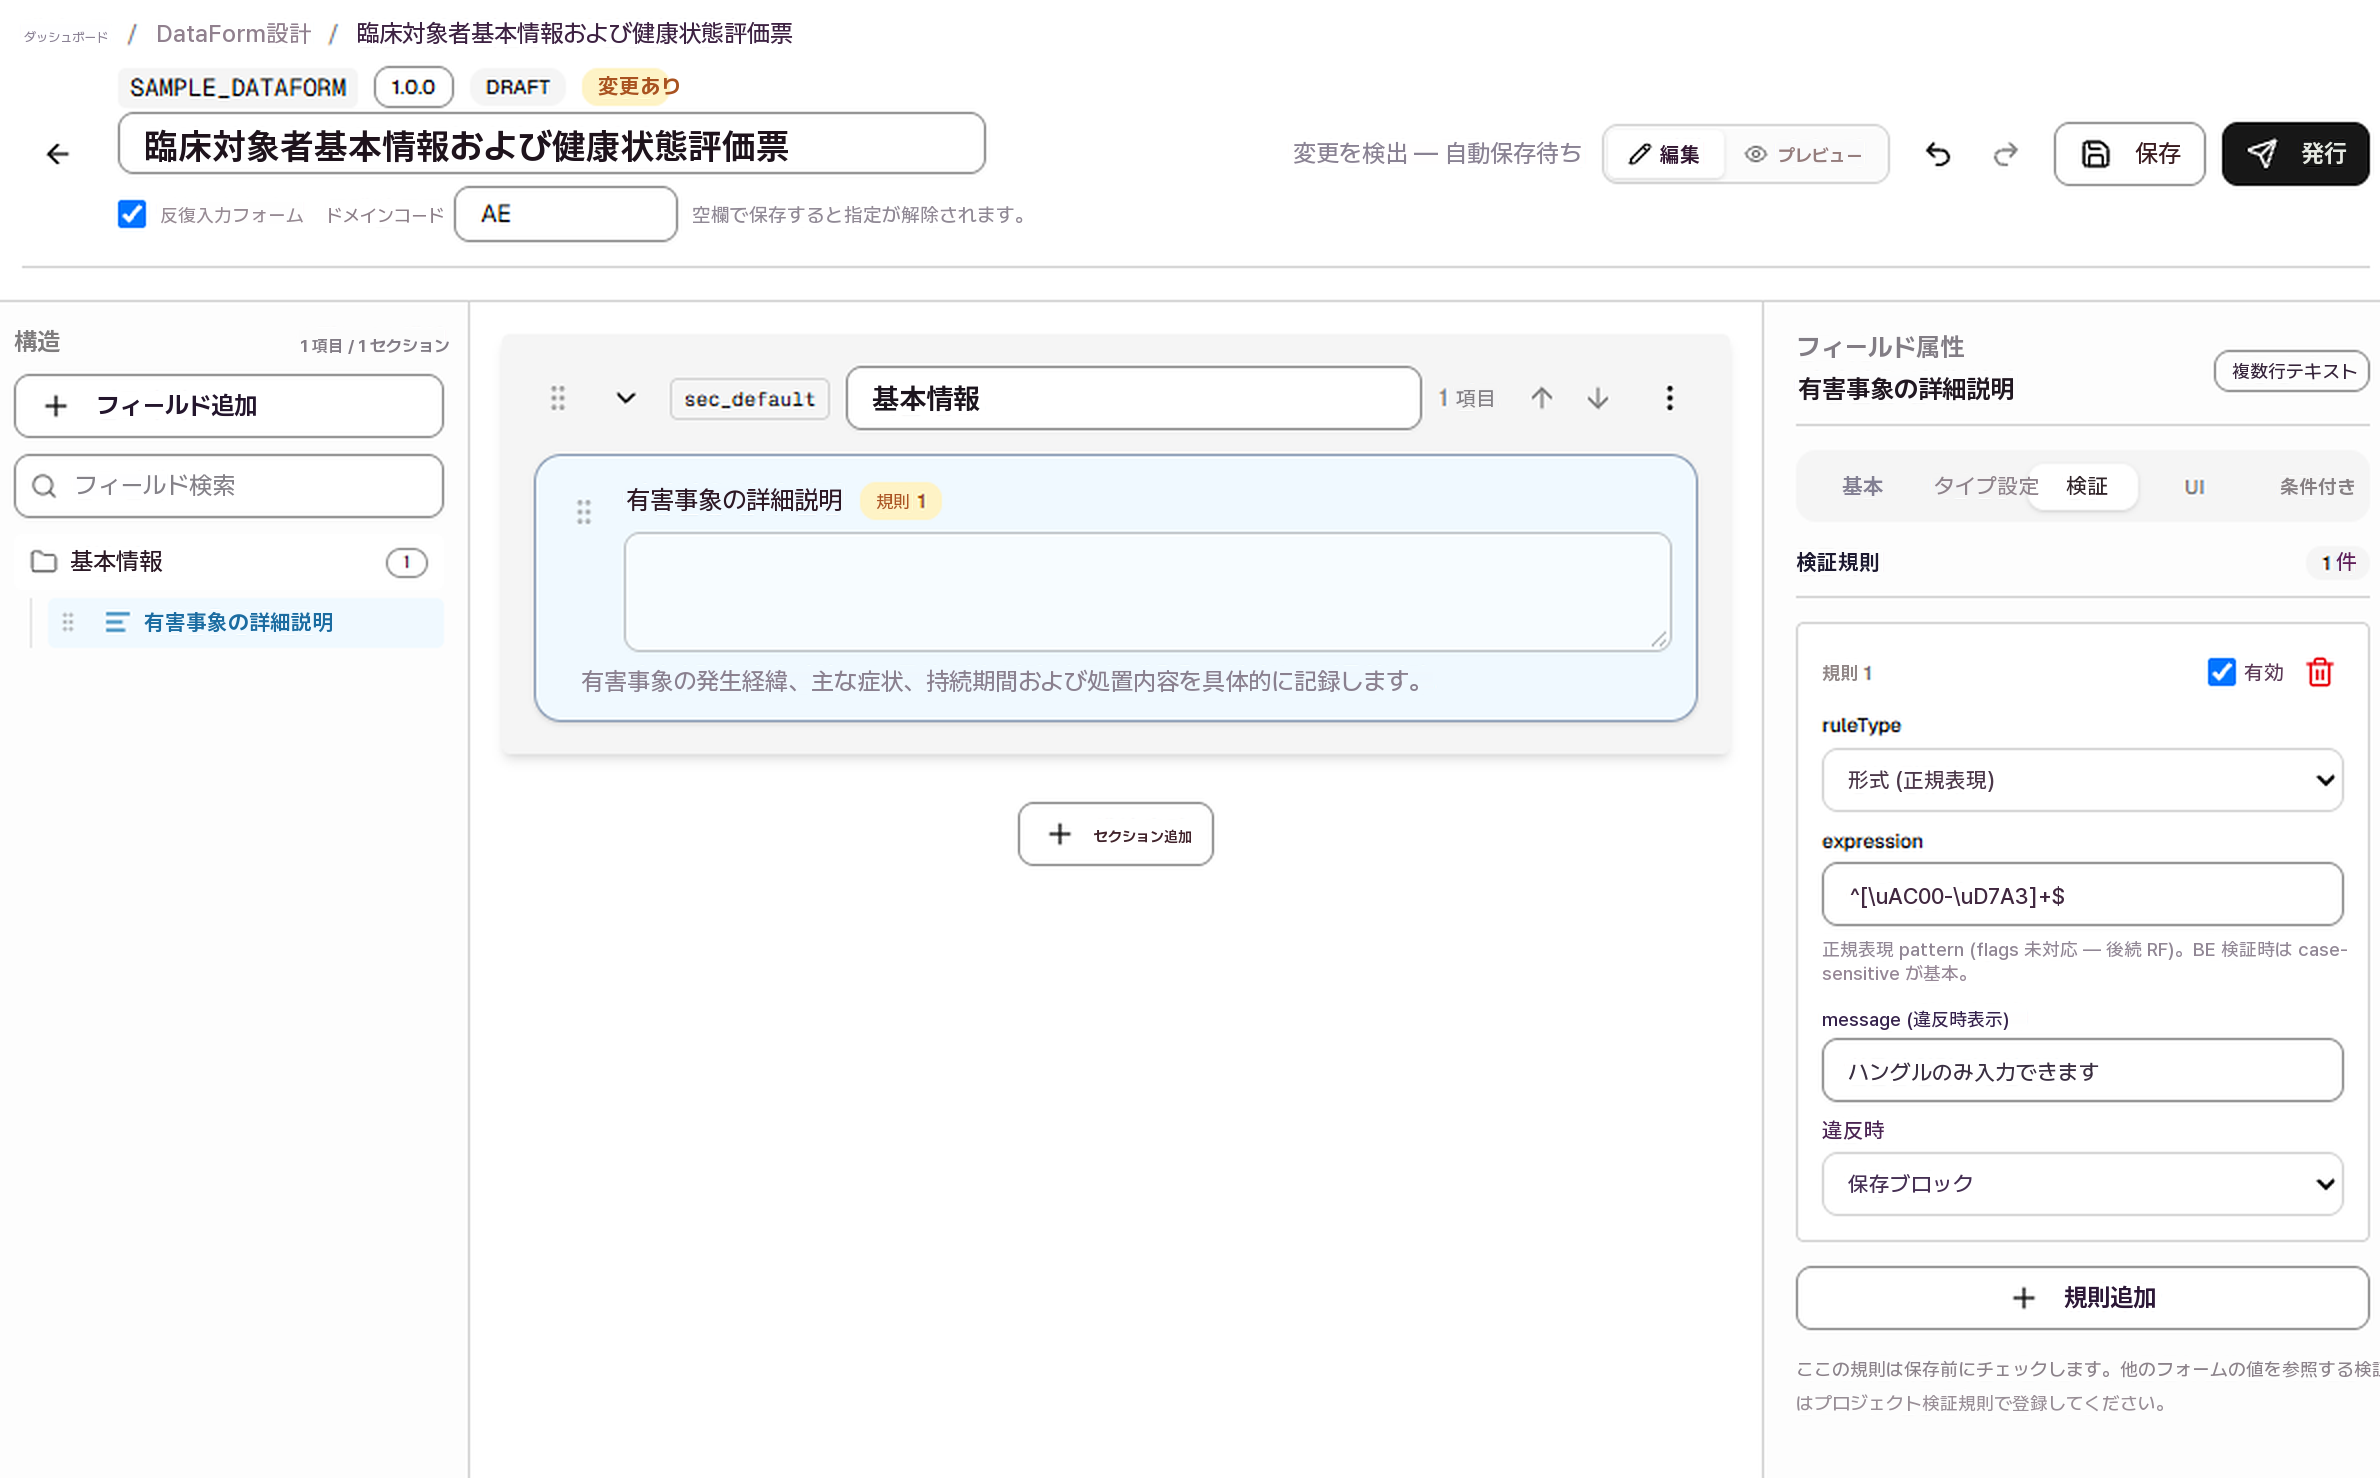 ダッシュボード / DataForm設計 / 臨床対象者基本情報および健康状態評価票
SAMPLE_DATAFORM 1.0.0 DRAFT 変更あり
臨床対象者基本情報および健康状態評価票
変更を検出 — 自動保存待ち 編集 プレビュー 保存 発行
反復入力フォーム ドメインコード AE 空欄で保存すると指定が解除されます。
構造 1 項目 / 1 セクション
フィールド追加
フィールド検索
基本情報 1
有害事象の詳細説明
sec_default 基本情報 1 項目
有害事象の詳細説明 規則 1
有害事象の発生経緯、主な症状、持続期間および処置内容を具体的に記録します。
セクション追加
フィールド属性
有害事象の詳細説明 複数行テキスト
基本 タイプ設定 検証 UI 条件付き
検証規則 1 件
規則 1 有効
ruleType
形式 (正規表現)
expression
^[\uAC00-\uD7A3]+$
正規表現 pattern (flags 未対応 — 後続 RF)。BE 検証時は case-
sensitive が基本。
message (違反時表示)
ハングルのみ入力できます
違反時
保存ブロック
規則追加
ここの規則は保存前にチェックします。他のフォームの値を参照する検証
はプロジェクト検証規則で登録してください。